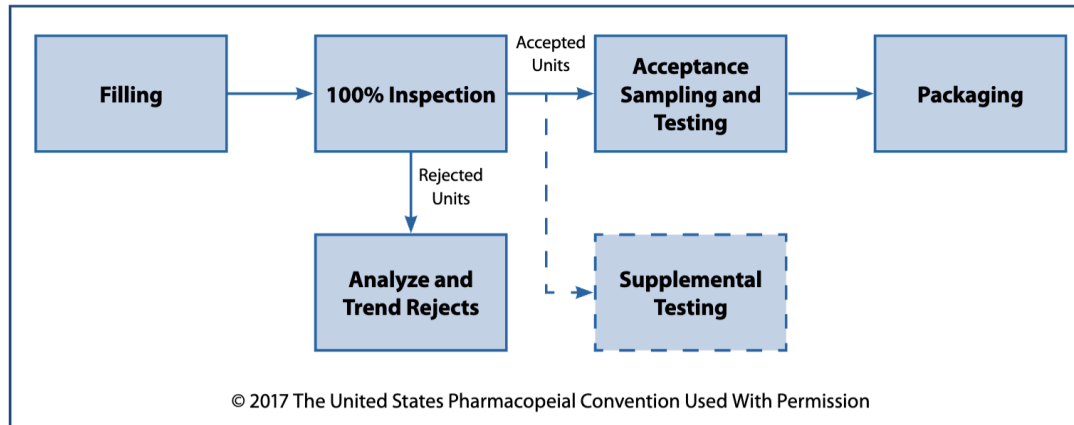 Filling
100% Inspection
Accepted
Units
Acceptance
Sampling and
Testing
Packaging
Rejected
Units
Analyze and
Trend Rejects
Supplemental
Testing
© 2017 The United States Pharmacopeial Convention Used With Permission